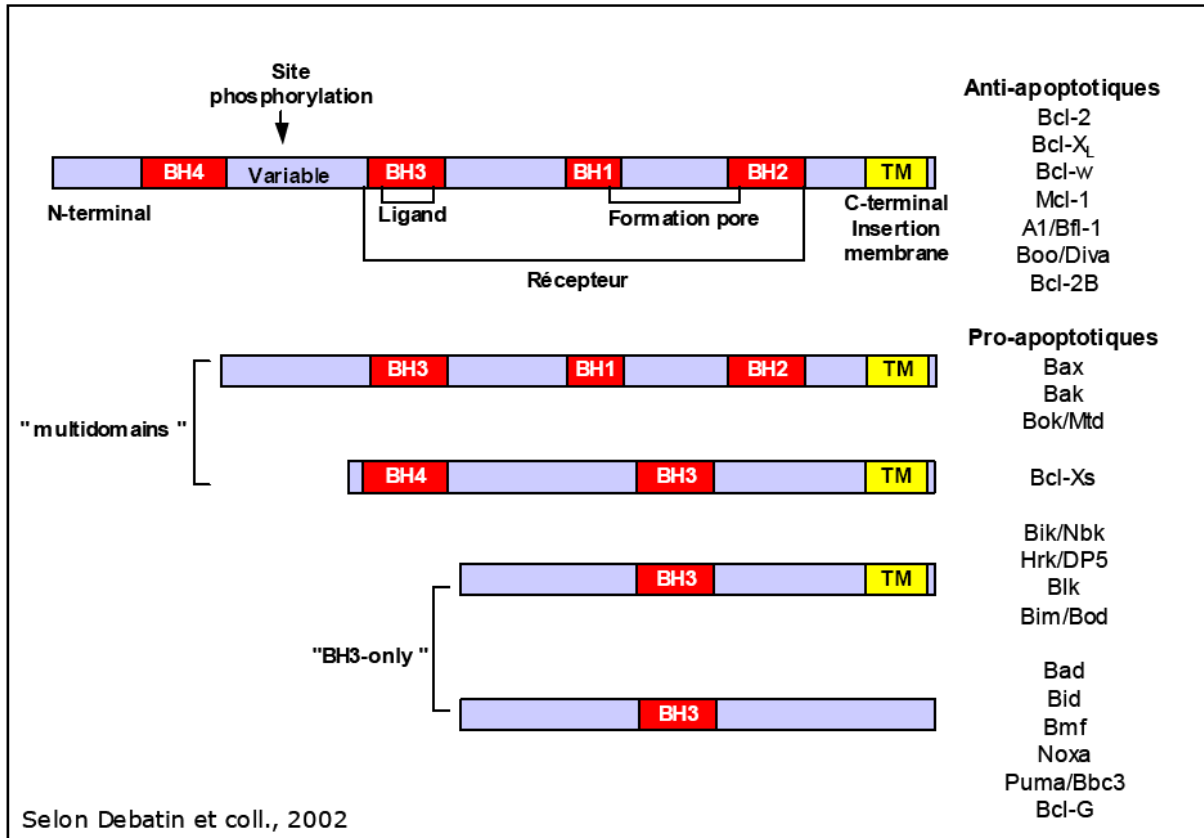 Site
phosphorylation
BH4 Variable BH3 BH1 BH2 TM
N-terminal
Ligand
Formation pore
C-terminal
Insertion
membrane
Récepteur
Anti-apoptotiques
Bcl-2
Bcl-XL
Bcl-w
Mcl-1
A1/Bfl-1
Boo/Diva
Bcl-2B
Pro-apoptotiques
" multidomains "
BH3 BH1 BH2 TM
Bax
Bak
Bok/Mtd
BH4 BH3 TM
Bcl-Xs
"BH3-only "
BH3 TM
Bik/Nbk
Hrk/DP5
Blk
Bim/Bod
BH3
Bad
Bid
Bmf
Noxa
Puma/Bbc3
Bcl-G
Selon Debatin et coll., 2002